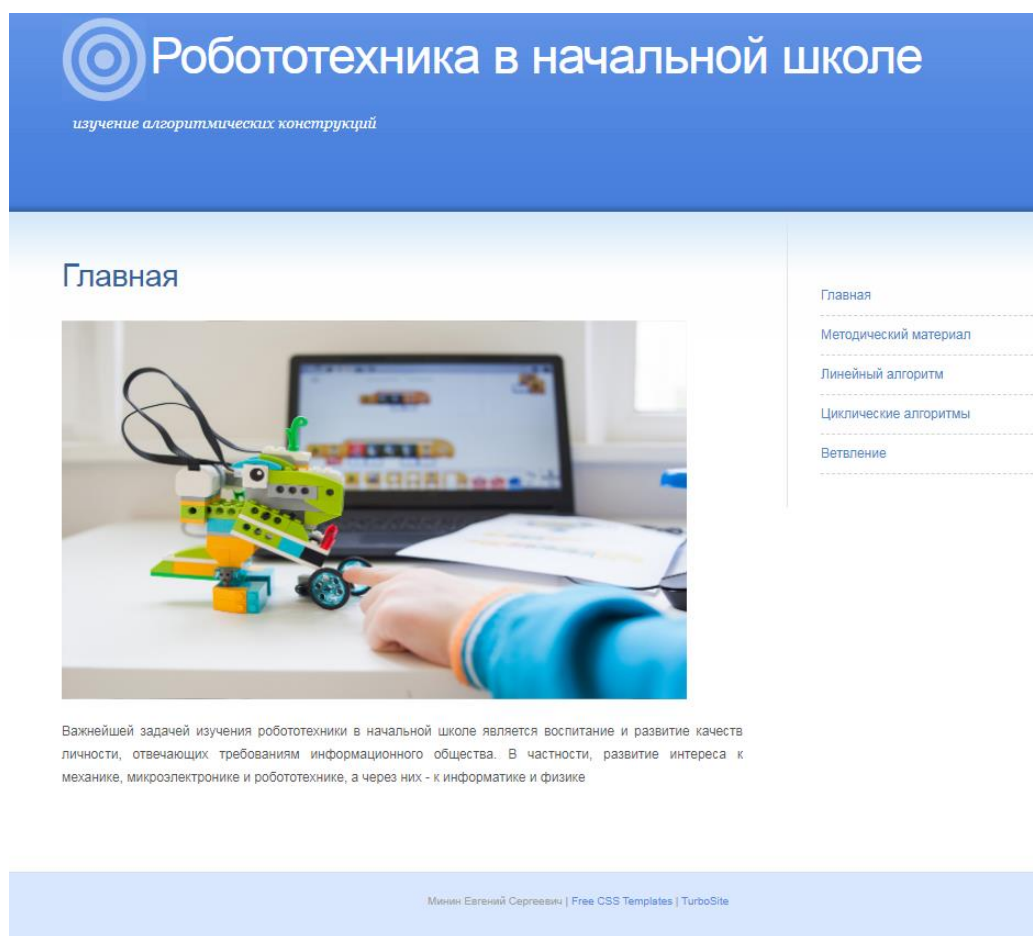 Робототехника в начальной школе
изучение алгоритмических конструкций
Главная
Важнейшей задачей изучения робототехники в начальной школе является воспитание и развитие качеств
личности, отвечающих требованиям информационного общества. В частности, развитие интереса к
механике, микроэлектронике и робототехнике, а через них - к информатике и физике
Главная
Методический материал
Линейный алгоритм
Циклические алгоритмы
Ветвление
Минин Евгений Сергеевич | Free CSS Templates | TurboSite